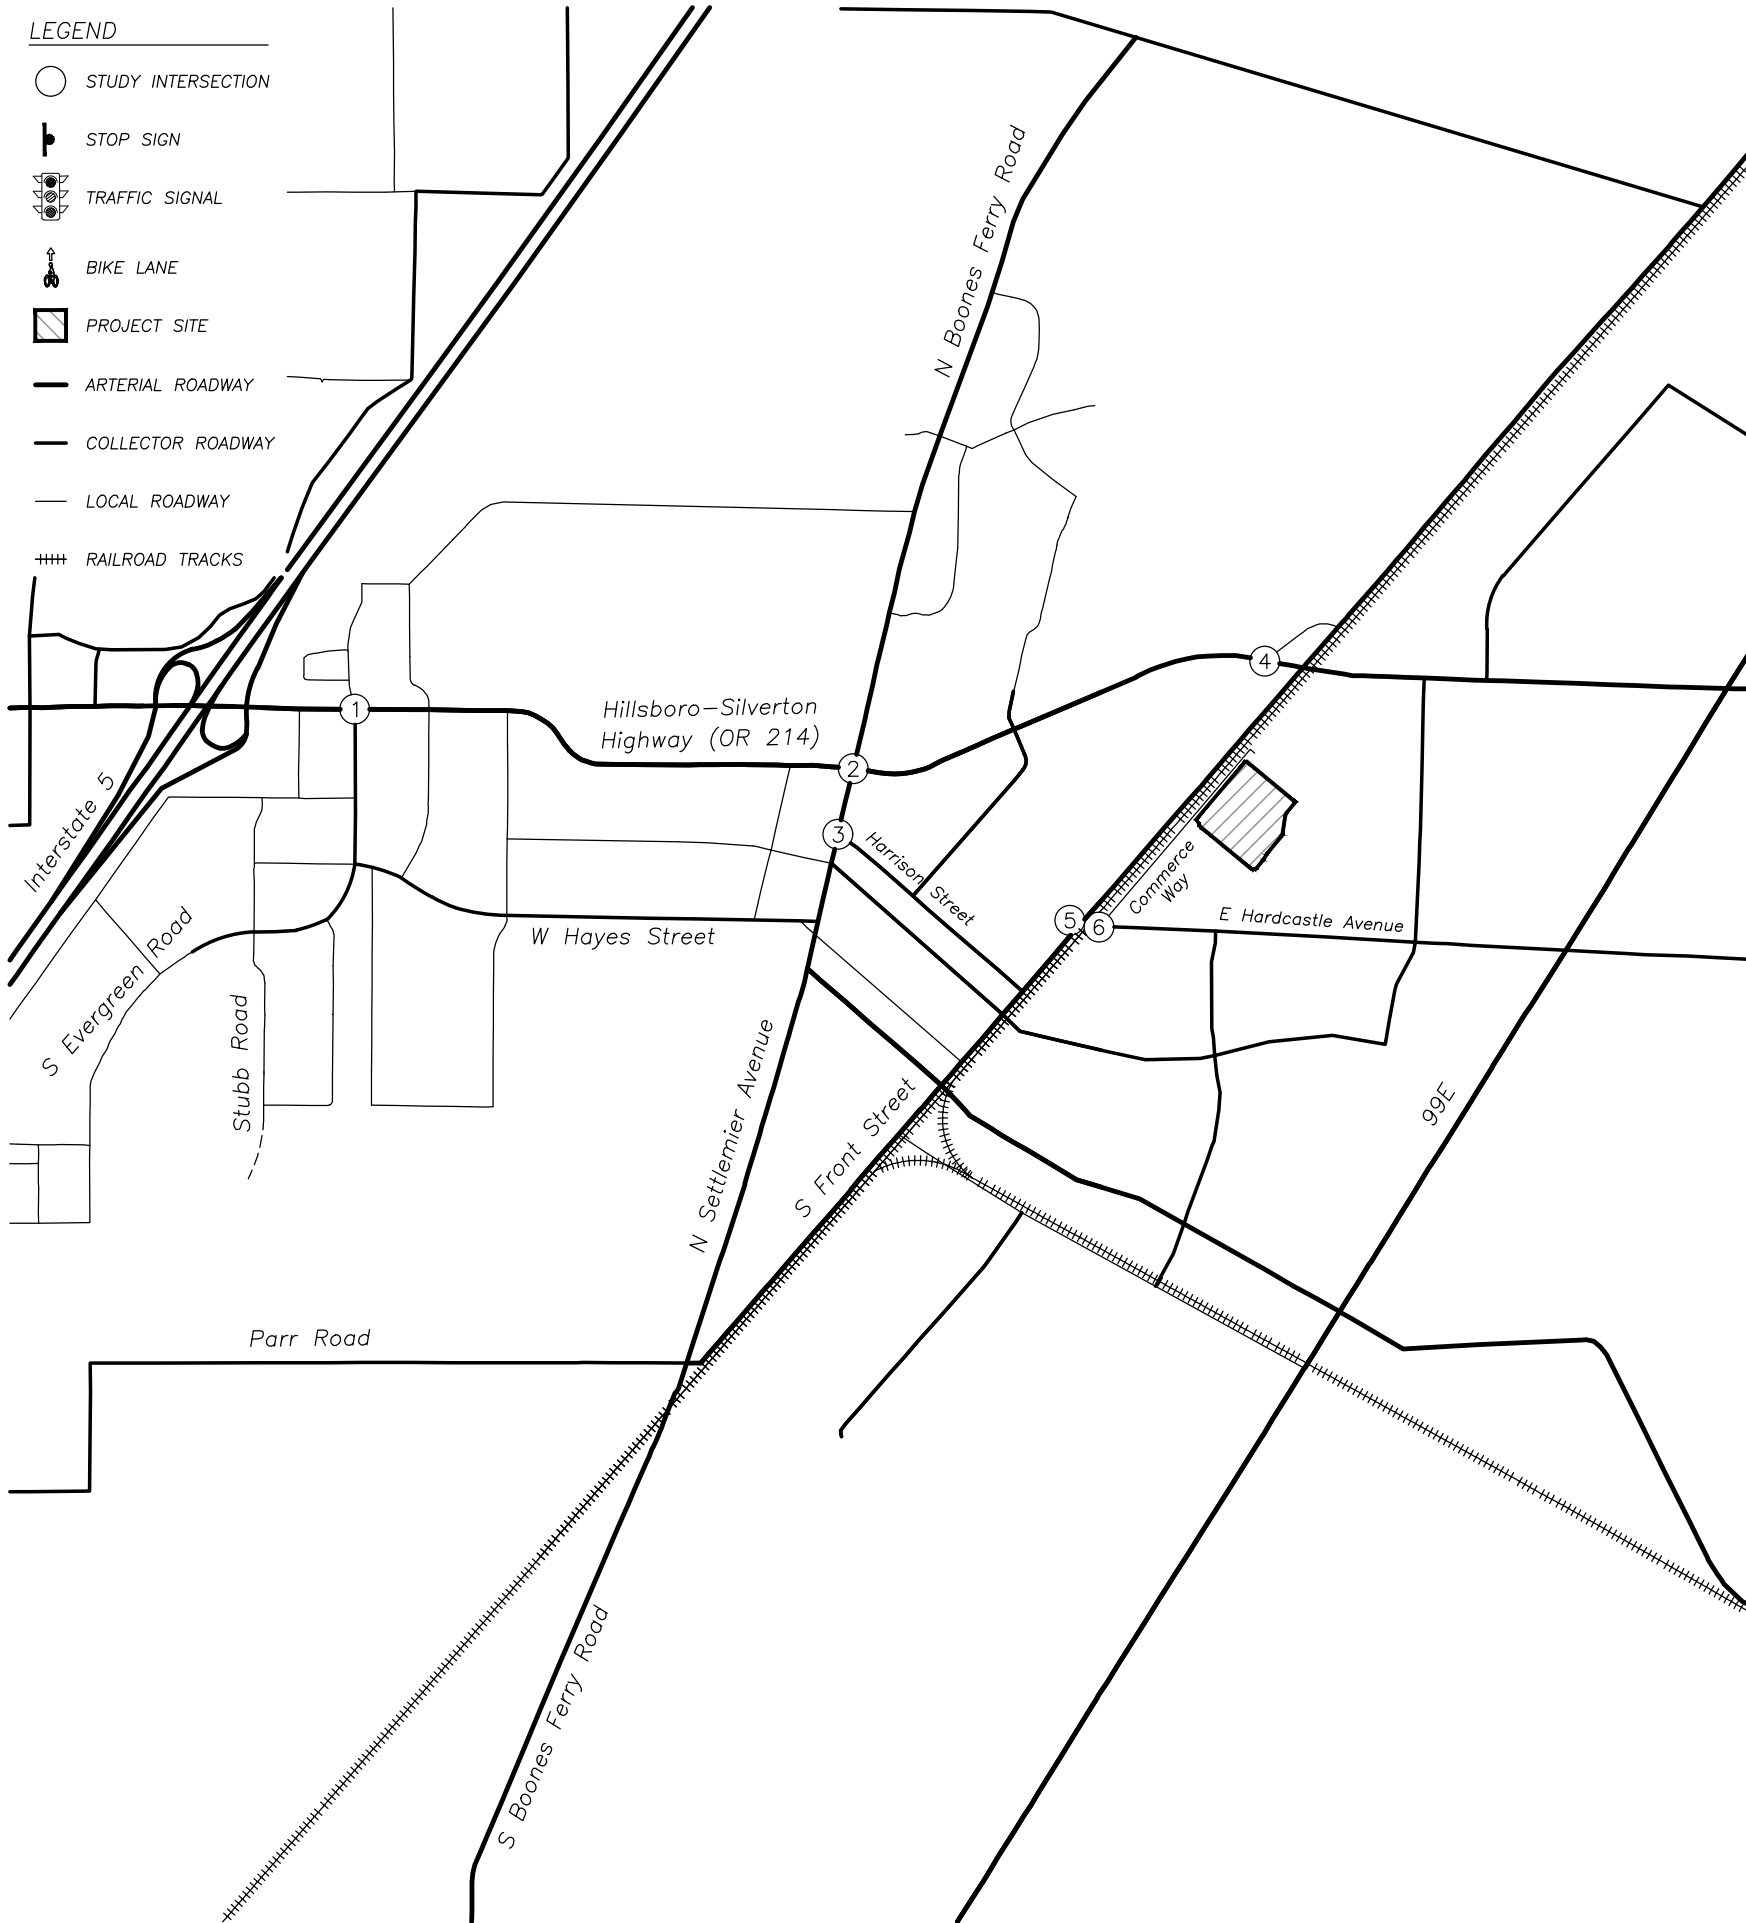 LEGEND
STUDY INTERSECTION
STOP SIGN
TRAFFIC SIGNAL
BIKE LANE
PROJECT SITE
ARTERIAL ROADWAY
COLLECTOR ROADWAY
LOCAL ROADWAY
RAILROAD TRACKS
N Boones Ferry Road
4
1
Hillsboro-Silverton
Highway (OR 214)
2
3
Interstate 5
Harrison Street
Commerce
Way
5
6
E Hardcastle Avenue
W Hayes Street
S Evergreen Road
Stubb Road
N Settlemier Avenue
S Front Street
99E
Parr Road
S Boones Ferry Road